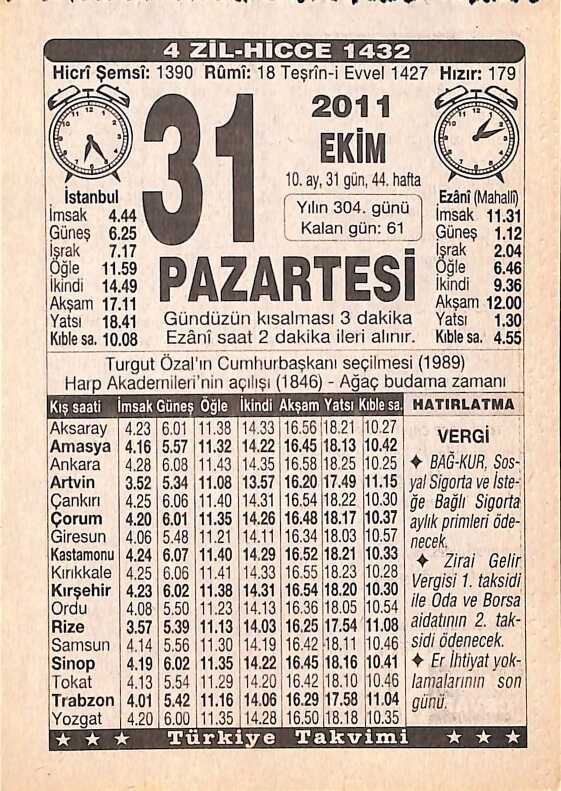 4 ZİL-HİCCE 1432
Hicrî Şemsî: 1390 Rûmî: 18 Teşrîn-i Evvel 1427 Hızır: 179
31
2011
EKİM
10. ay, 31 gün, 44. hafta
Yılın 304. günü
Kalan gün: 61
PAZARTESİ
Gündüzün kısalması 3 dakika
Ezânî saat 2 dakika ileri alınır.
İstanbul
İmsak 4.44
Güneş 6.25
İşrak 7.17
Öğle 11.59
İkindi 14.49
Akşam 17.11
Yatsı 18.41
Kıble sa. 10.08
Ezânî (Mahallî)
İmsak 11.31
Güneş 1.12
İşrak 2.04
Öğle 6.46
İkindi 9.36
Akşam 12.00
Yatsı 1.30
Kıble sa. 4.55
Turgut Özal'ın Cumhurbaşkanı seçilmesi (1989)
Harp Akademileri'nin açılışı (1846) - Ağaç budama zamanı
Kış saati İmsak Güneş Öğle İkindi Akşam Yatsı Kıble sa.
Aksaray 4.23 6.01 11.38 14.33 16.56 18.21 10.27
Amasya 4.16 5.57 11.32 14.22 16.45 18.13 10.42
Ankara 4.28 6.08 11.43 14.35 16.58 18.25 10.25
Artvin 3.52 5.34 11.08 13.57 16.20 17.49 11.15
Çankırı 4.25 6.06 11.40 14.31 16.54 18.22 10.30
Çorum 4.20 6.01 11.35 14.26 16.48 18.17 10.37
Giresun 4.06 5.48 11.21 14.11 16.34 18.03 10.57
Kastamonu 4.24 6.07 11.40 14.29 16.52 18.21 10.33
Kırıkkale 4.25 6.06 11.41 14.33 16.55 18.23 10.28
Kırşehir 4.23 6.02 11.38 14.31 16.54 18.20 10.30
Ordu 4.08 5.50 11.23 14.13 16.36 18.05 10.54
Rize 3.57 5.39 11.13 14.03 16.25 17.54 11.08
Samsun 4.14 5.56 11.30 14.19 16.42 18.11 10.46
Sinop 4.19 6.02 11.35 14.22 16.45 18.16 10.41
Tokat 4.13 5.54 11.29 14.20 16.42 18.10 10.46
Trabzon 4.01 5.42 11.16 14.06 16.29 17.58 11.04
Yozgat 4.20 6.00 11.35 14.28 16.50 18.18 10.35
HATIRLATMA
VERGİ
BAĞ-KUR, Sos-
yal Sigorta ve İste-
ğe Bağlı Sigorta
aylık primleri öde-
necek.
Zirai Gelir
Vergisi 1. taksidi
ile Oda ve Borsa
aidatının 2. tak-
sidi ödenecek.
Er İhtiyat yok-
lamalarının son
günü.
Türkiye Takvimi